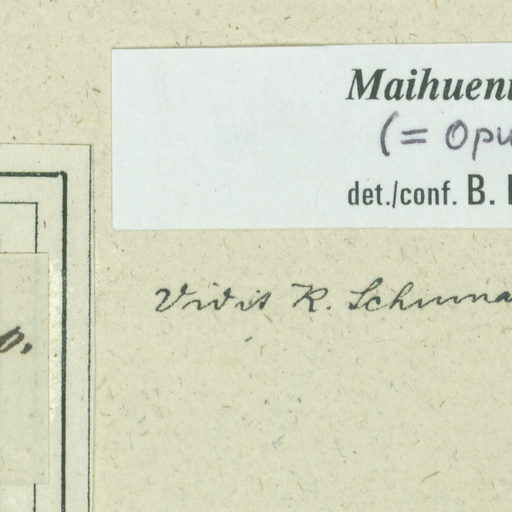 Maihuen
(= Opu
det./conf. B.
Vidit K. Schuma
o.